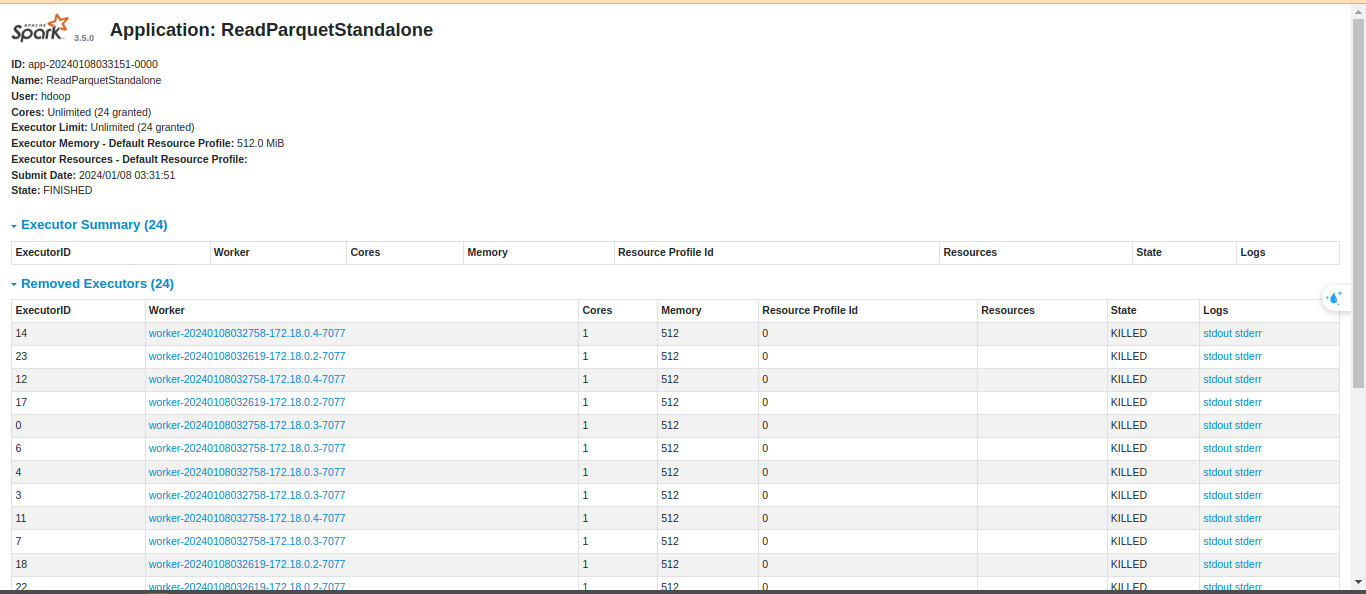 APACHE
Spark 3.5.0 Application: ReadParquetStandalone
ID: app-20240108033151-0000
Name: ReadParquetStandalone
User: hdoop
Cores: Unlimited (24 granted)
Executor Limit: Unlimited (24 granted)
Executor Memory - Default Resource Profile: 512.0 MiB
Executor Resources - Default Resource Profile:
Submit Date: 2024/01/08 03:31:51
State: FINISHED
Executor Summary (24)
ExecutorID Worker Cores Memory Resource Profile Id Resources State Logs
Removed Executors (24)
ExecutorID Worker Cores Memory Resource Profile Id Resources State Logs
14 worker-20240108032758-172.18.0.4-7077 1 512 0 KILLED stdout stderr
23 worker-20240108032619-172.18.0.2-7077 1 512 0 KILLED stdout stderr
12 worker-20240108032758-172.18.0.4-7077 1 512 0 KILLED stdout stderr
17 worker-20240108032619-172.18.0.2-7077 1 512 0 KILLED stdout stderr
0 worker-20240108032758-172.18.0.3-7077 1 512 0 KILLED stdout stderr
6 worker-20240108032758-172.18.0.3-7077 1 512 0 KILLED stdout stderr
4 worker-20240108032758-172.18.0.3-7077 1 512 0 KILLED stdout stderr
3 worker-20240108032758-172.18.0.3-7077 1 512 0 KILLED stdout stderr
11 worker-20240108032758-172.18.0.4-7077 1 512 0 KILLED stdout stderr
7 worker-20240108032758-172.18.0.3-7077 1 512 0 KILLED stdout stderr
18 worker-20240108032619-172.18.0.2-7077 1 512 0 KILLED stdout stderr
22 worker-20240108032619-172.18.0.2-7077 1 512 0 KILLED stdout stderr